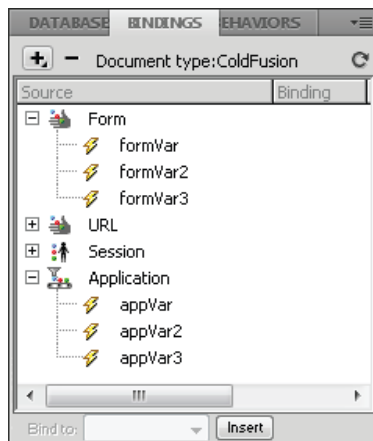 DATABASE BINDINGS EHAVIORS
Document type:ColdFusion
Source Binding
Form
formVar
formVar2
formVar3
URL
Session
Application
appVar
appVar2
appVar3
Bind to: Insert